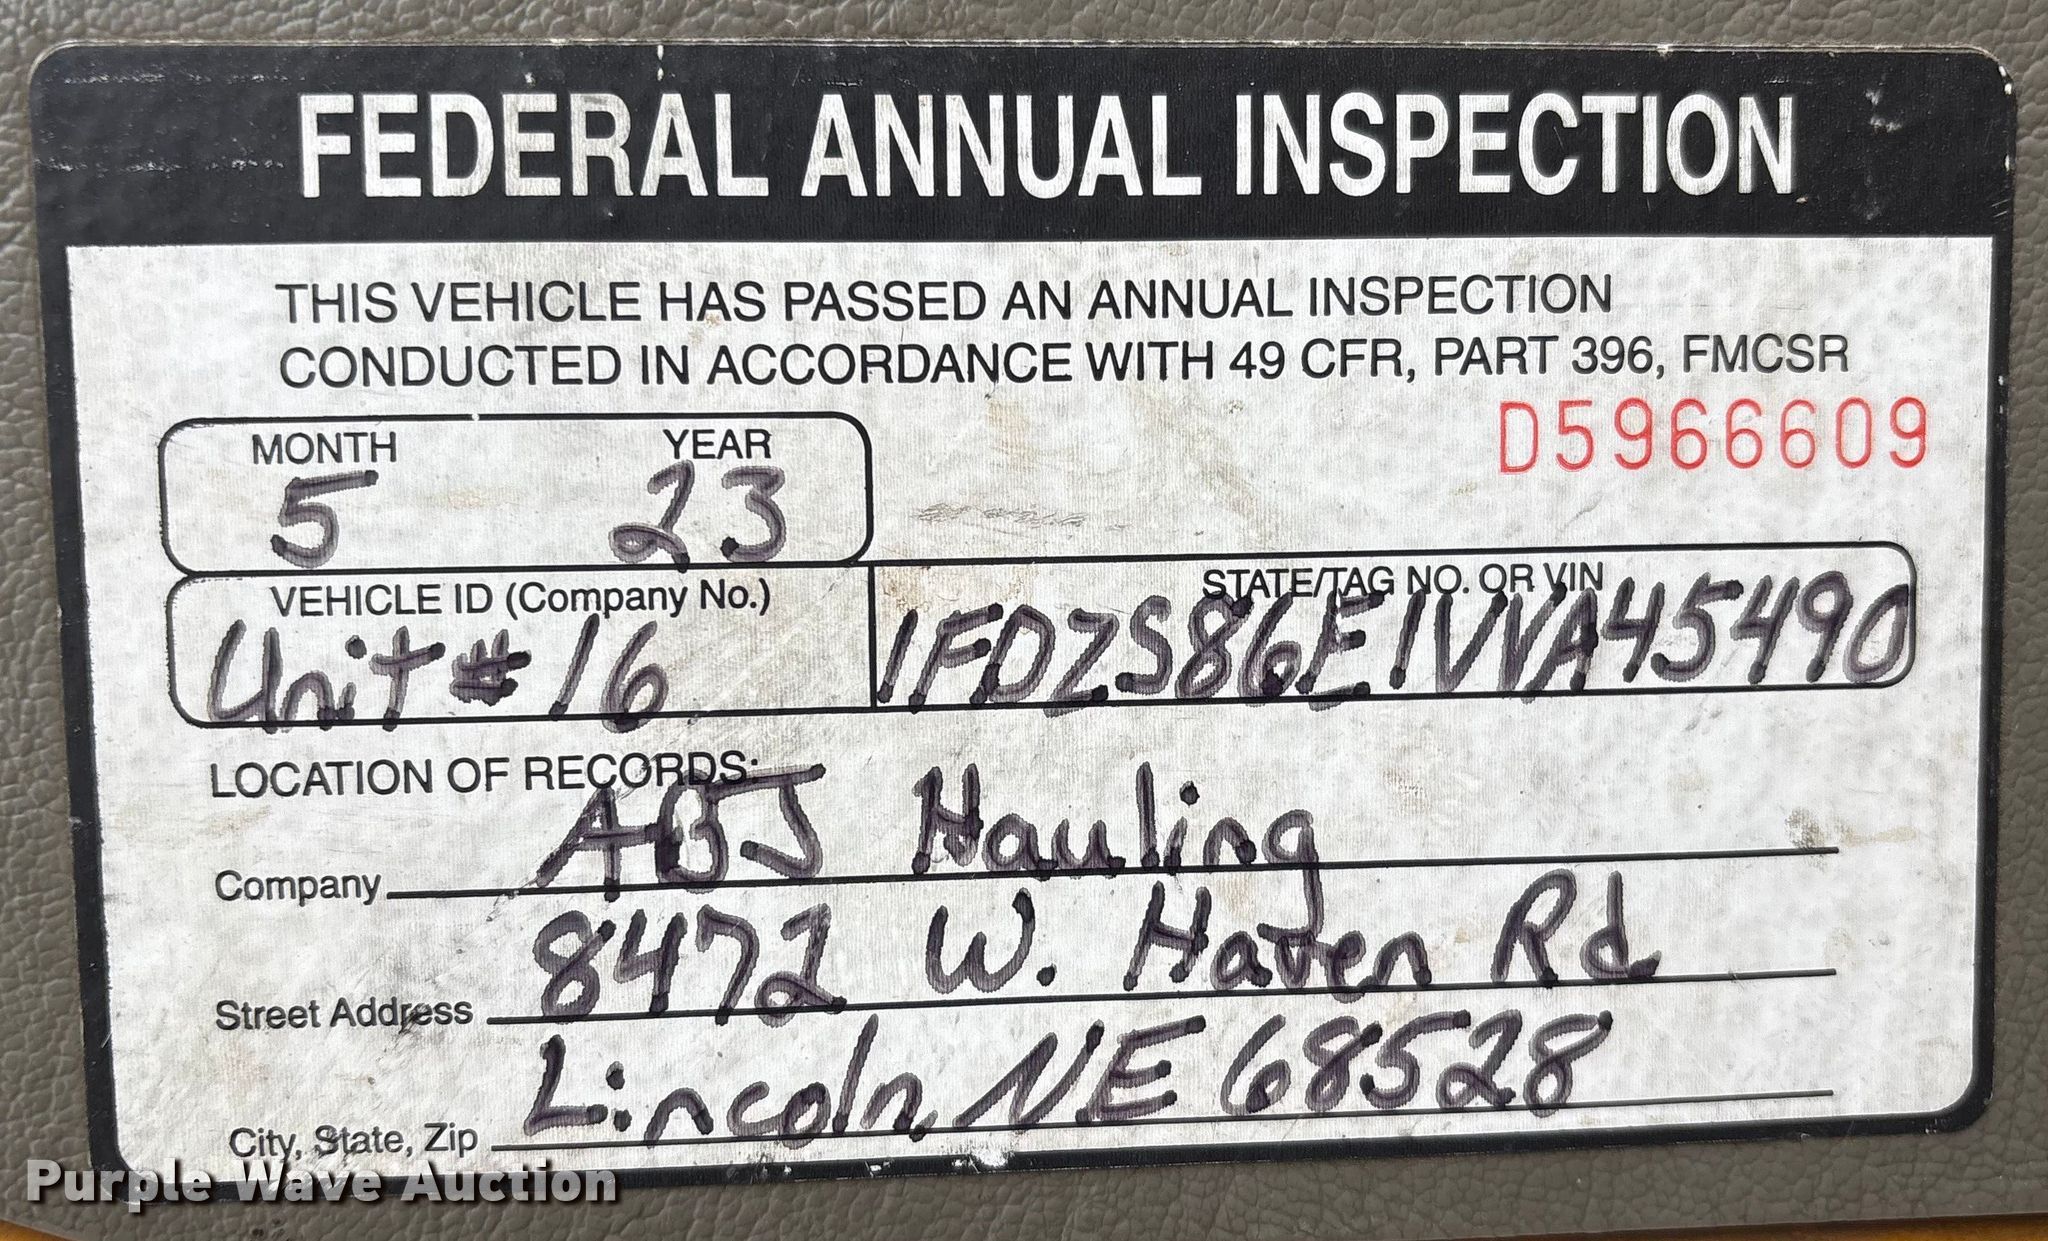 FEDERAL ANNUAL INSPECTION
THIS VEHICLE HAS PASSED AN ANNUAL INSPECTION
CONDUCTED IN ACCORDANCE WITH 49 CFR, PART 396, FMCSR
D5966609
MONTH YEAR
5 23
VEHICLE ID (Company No.) STATE/TAG NO. OR VIN
Unit # 16 1FDZS86E1VVA45490
LOCATION OF RECORDS:
Company ABJ Hauling
Street Address 8472 W. Haven Rd.
City, State, Zip Lincoln, NE 68528
Purple Wave Auction